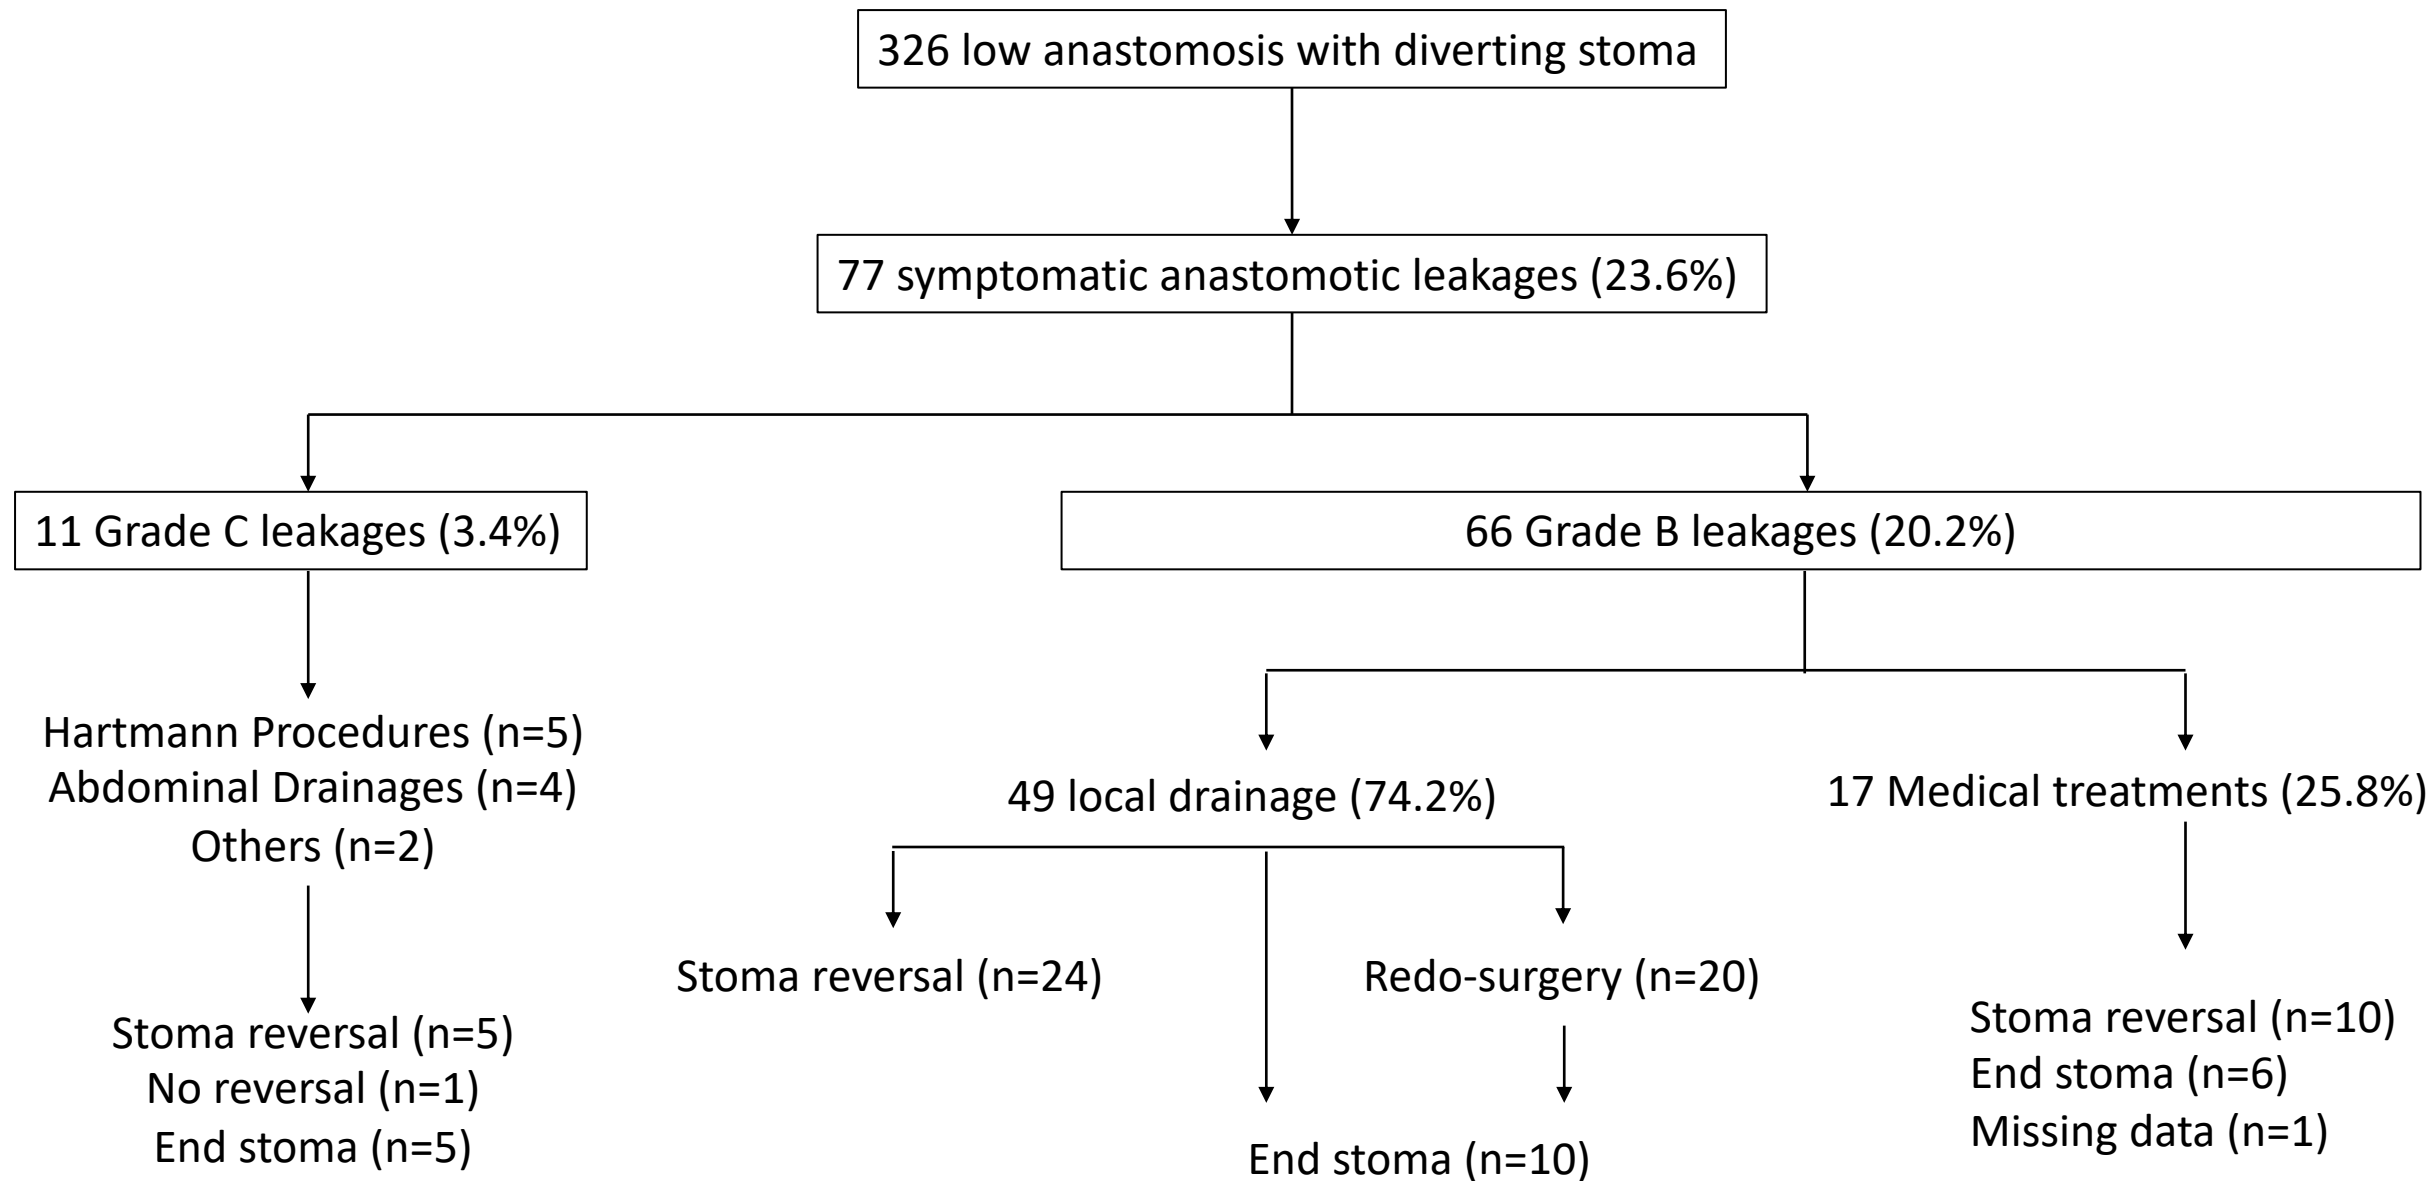 326 low anastomosis with diverting stoma
77 symptomatic anastomotic leakages (23.6%)
11 Grade C leakages (3.4%)
66 Grade B leakages (20.2%)
Hartmann Procedures (n=5)
Abdominal Drainages (n=4)
Others (n=2)
49 local drainage (74.2%)
17 Medical treatments (25.8%)
Stoma reversal (n=5)
No reversal (n=1)
End stoma (n=5)
Stoma reversal (n=24)
Redo-surgery (n=20)
End stoma (n=10)
Stoma reversal (n=10)
End stoma (n=6)
Missing data (n=1)